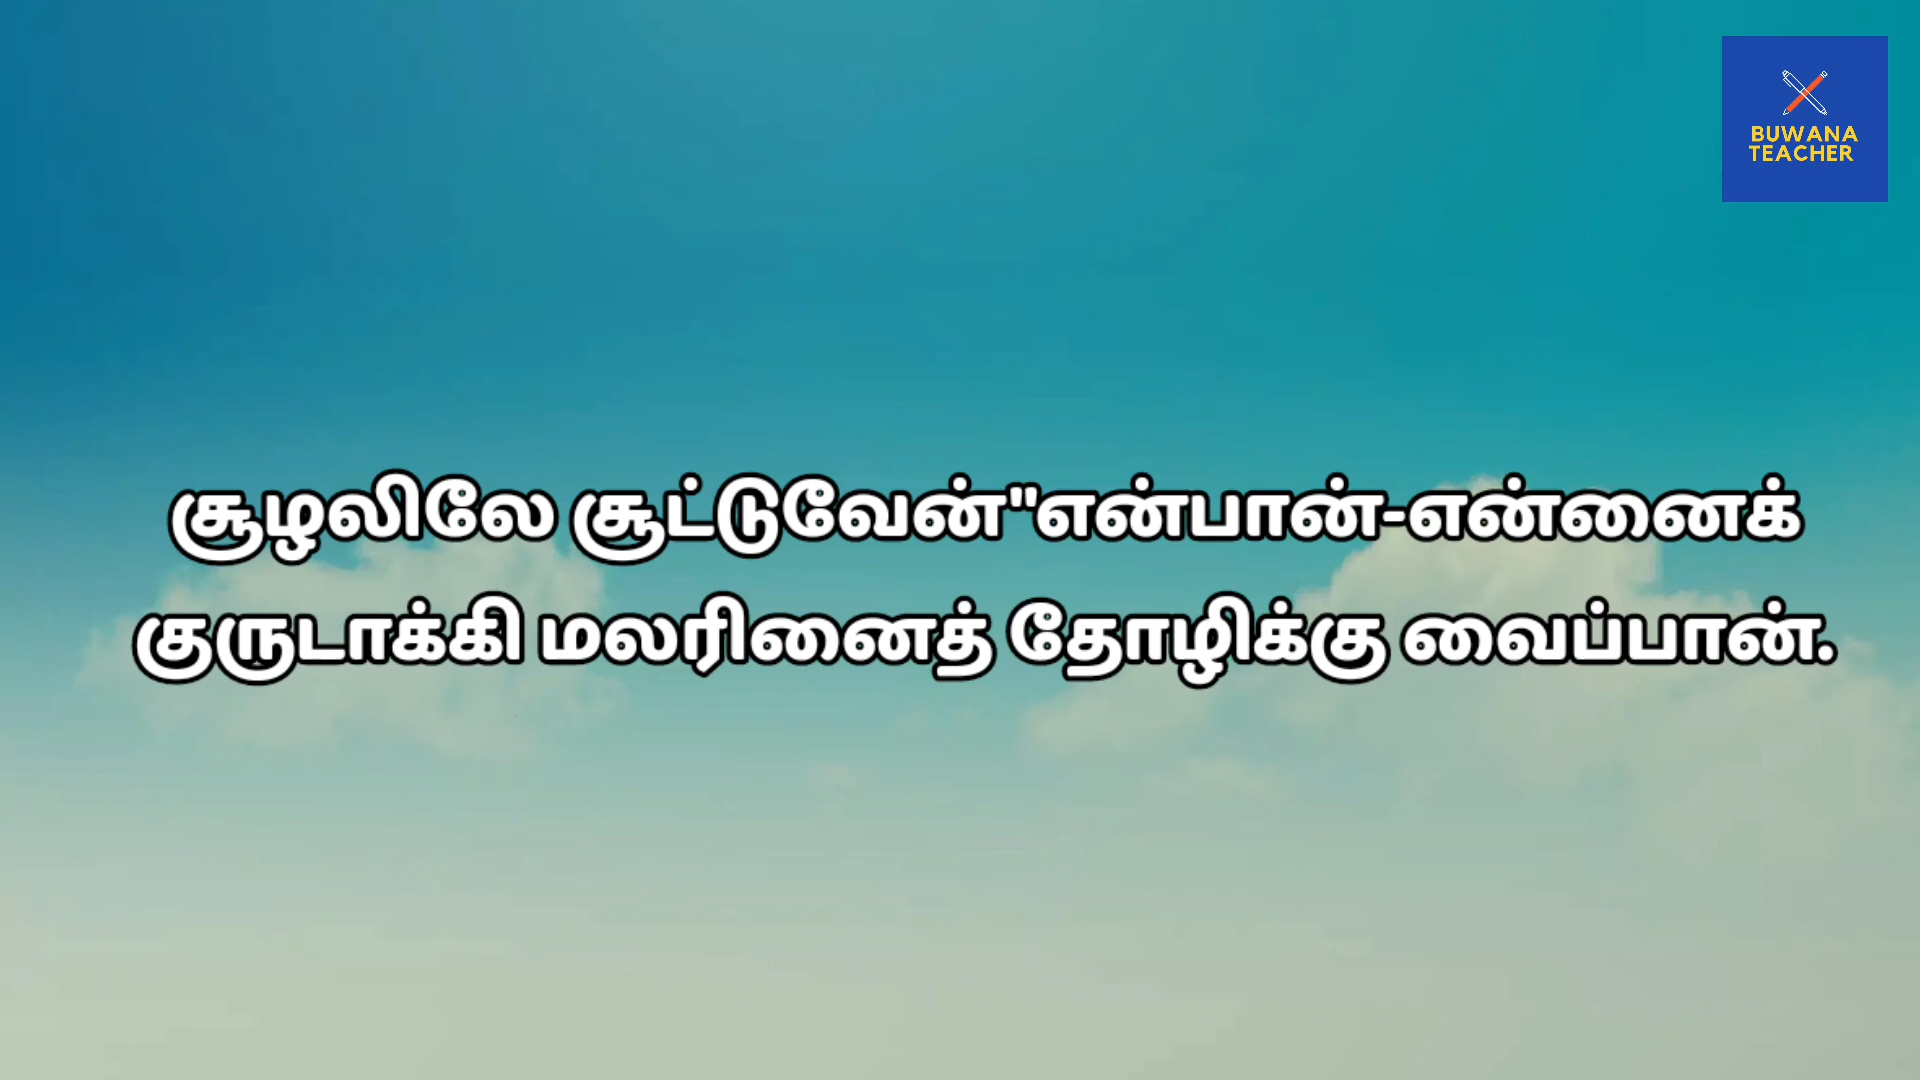 BUWANA
TEACHER
சூழலிலே சூட்டுவேன்"என்பான்-என்னைக்
குருடாக்கி மலரினைத் தோழிக்கு வைப்பான்.